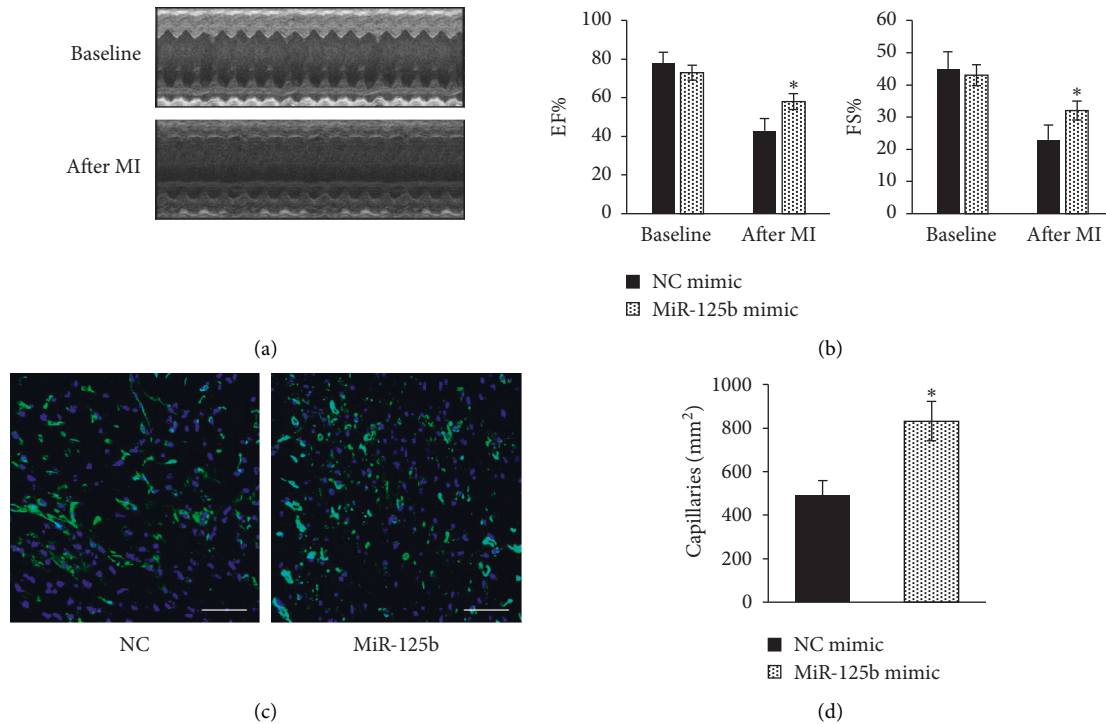 Baseline
After MI
(a)
EF%
100
80
60
40
20
0
*
Baseline After MI
FS%
60
50
40
30
20
10
0
*
Baseline After MI
NC mimic
MiR-125b mimic
(b)
NC
MiR-125b
(c)
Capillaries (mm²)
1000
800
600
400
200
0
*
NC mimic
MiR-125b mimic
(d)